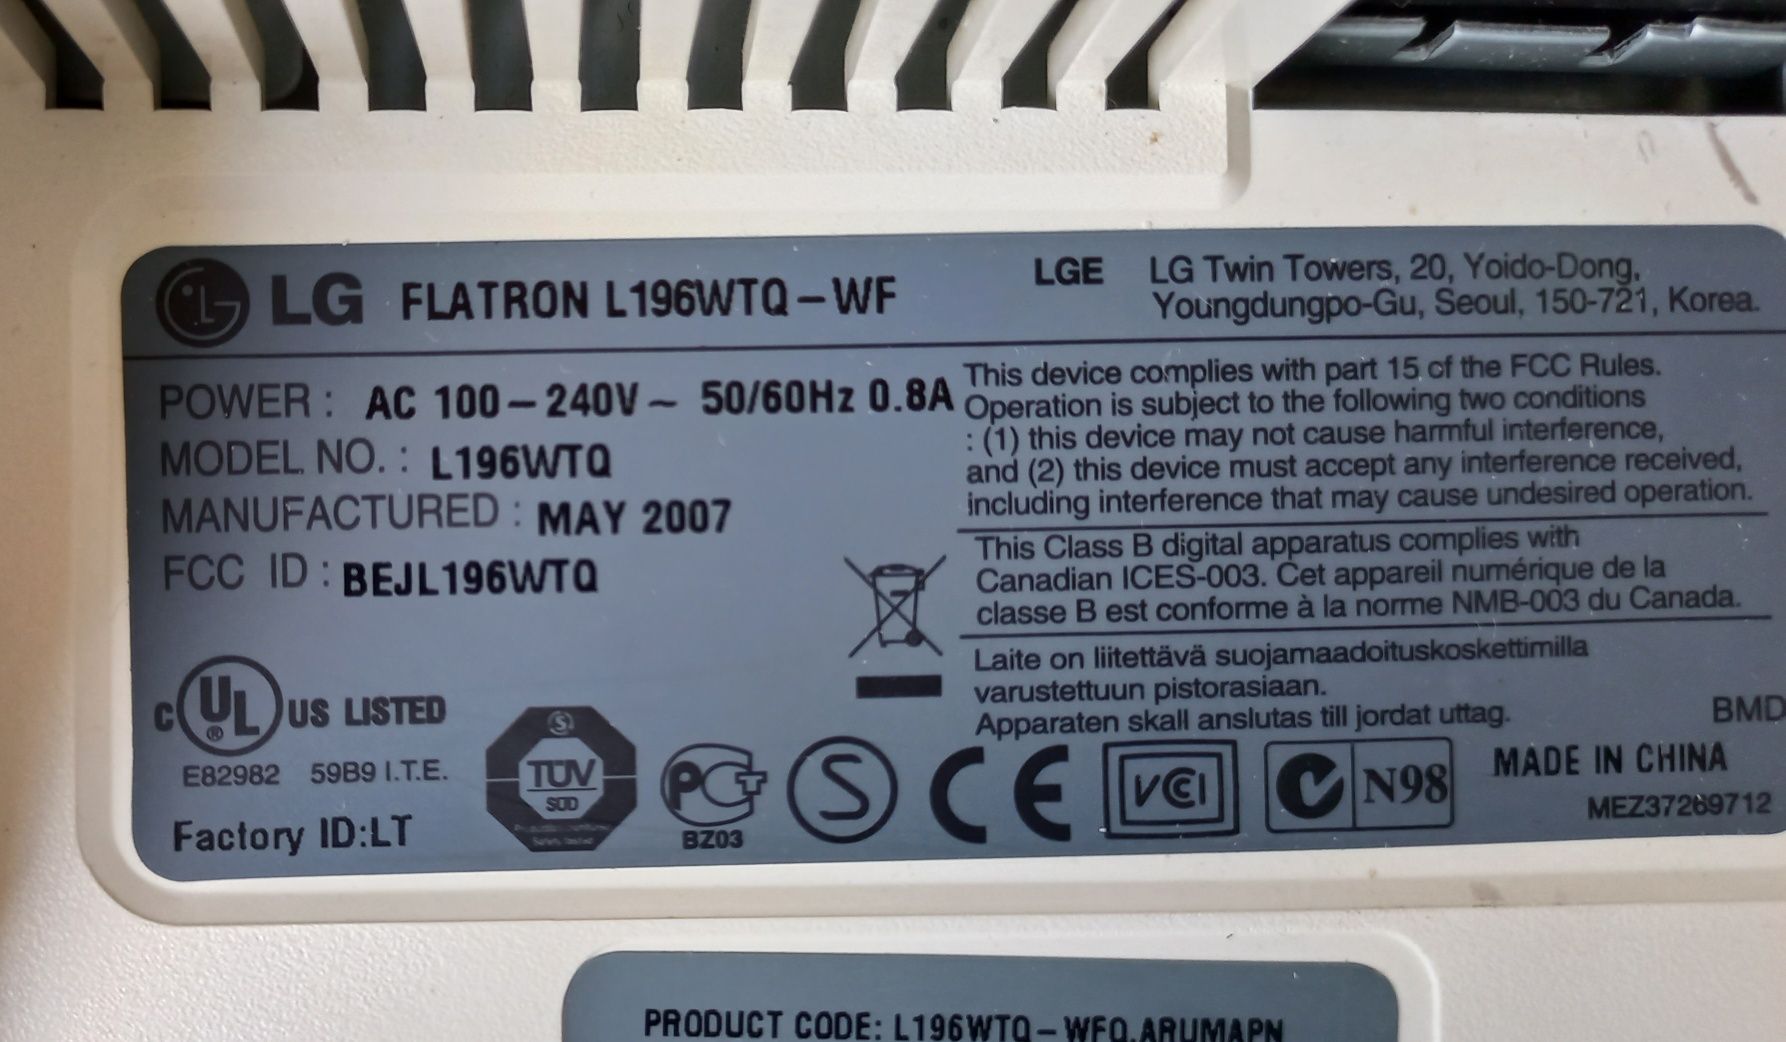 LG FLATRON L196WTQ-WF
LGE LG Twin Towers, 20, Yoido-Dong,
Youngdungpo-Gu, Seoul, 150-721, Korea.
POWER : AC 100-240V~ 50/60Hz 0.8A
MODEL NO. : L196WTQ
MANUFACTURED : MAY 2007
FCC ID : BEJL196WTQ
This device complies with part 15 of the FCC Rules.
Operation is subject to the following two conditions
: (1) this device may not cause harmful interference,
and (2) this device must accept any interference received,
including interference that may cause undesired operation.
This Class B digital apparatus complies with
Canadian ICES-003. Cet appareil numérique de la
classe B est conforme à la norme NMB-003 du Canada.
Laite on liitettävä suojamaadoituskoskettimilla
varustettuun pistorasiaan.
Apparaten skall anslutas till jordat uttag.
BMD
C UL ® US LISTED
E82982 59B9 I.T.E.
Factory ID:LT
S
TÜV
SÜD
PCT
BZ03
S
CE
VCCI
N98
MADE IN CHINA
MEZ37269712
PRODUCT CODE: L196WTQ-WFQ.ARUMAPN